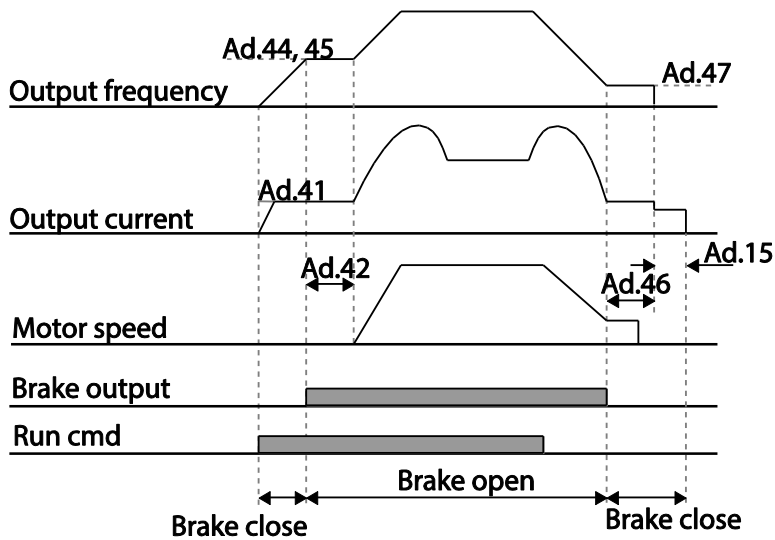 Ad.44, 45
Ad.47
Output frequency
Ad.41
Output current
Ad.15
Ad.42
Ad.46
Motor speed
Brake output
Run cmd
Brake open
Brake close
Brake close